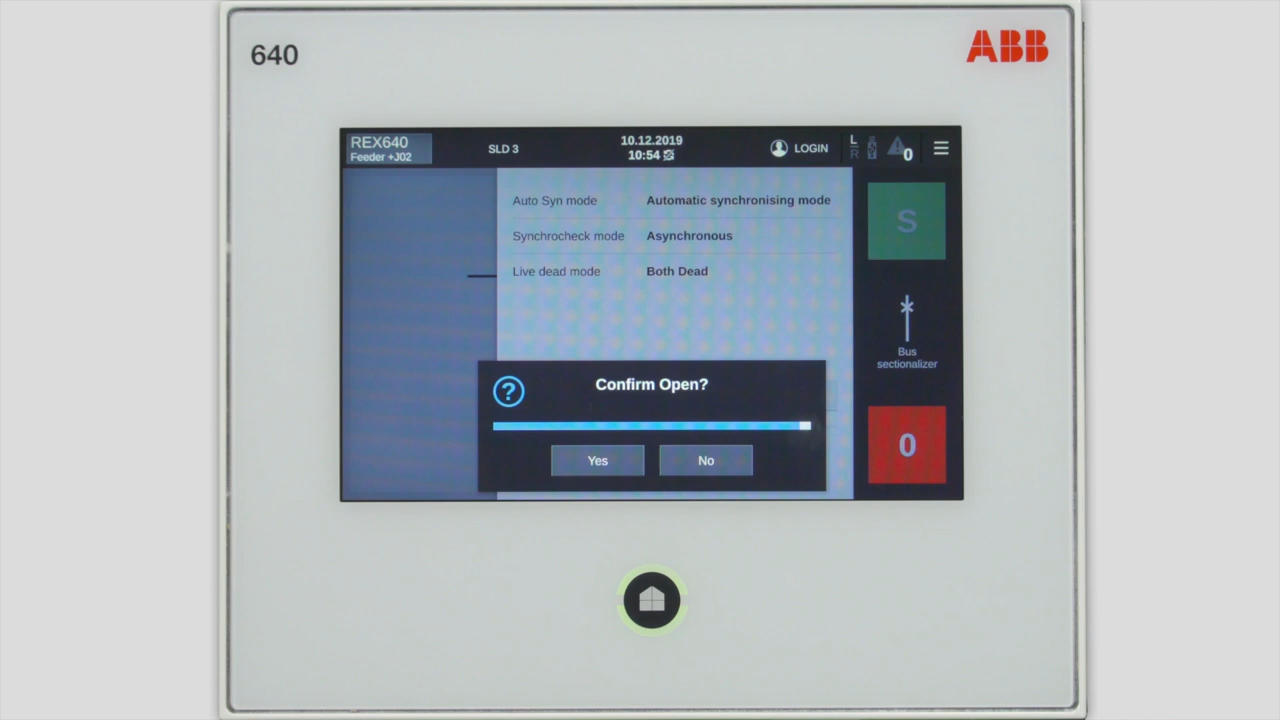 640
ABB
REX640
Feeder +J02
SLD 3
10.12.2019
10:54
LOGIN
L
R
0
Auto Syn mode Automatic synchronising mode
Synchrocheck mode Asynchronous
Live dead mode Both Dead
S
Bus
sectionalizer
Confirm Open?
?
Yes No
0